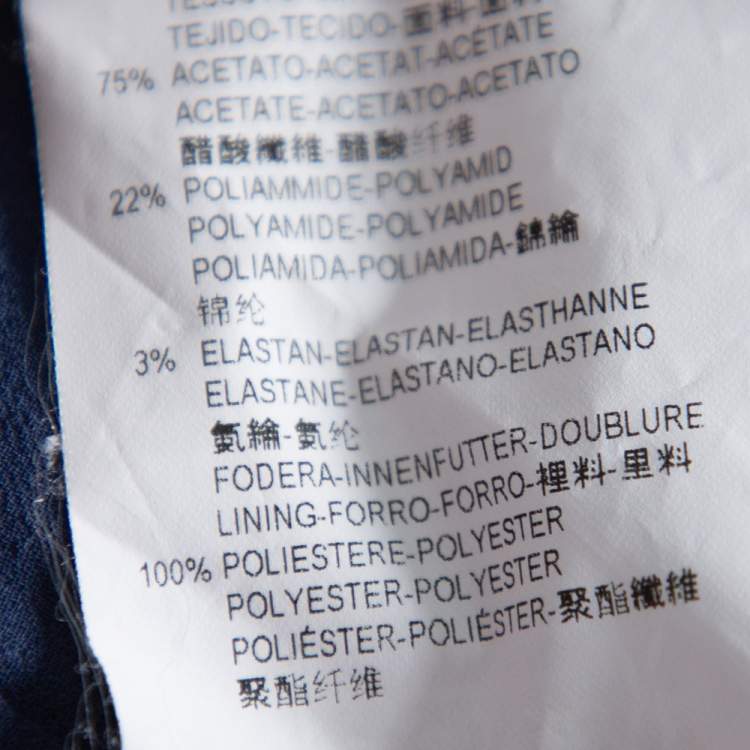 TEJIDO-TECIDO-面料-面料
75% ACETATO-ACETAT-ACÉTATE
ACETATE-ACETATO-ACETATO
醋酸纖維-醋酸纤维
22% POLIAMMIDE-POLYAMID
POLYAMIDE-POLYAMIDE
POLIAMIDA-POLIAMIDA-錦綸
锦纶
3% ELASTAN-ELASTAN-ELASTHANNE
ELASTANE-ELASTANO-ELASTANO
氨綸-氨纶
FODERA-INNENFUTTER-DOUBLURE
LINING-FORRO-FORRO-裡料-里料
100% POLIESTERE-POLYESTER
POLYESTER-POLYESTER
POLIÉSTER-POLIÉSTER-聚酯纖維
聚酯纤维